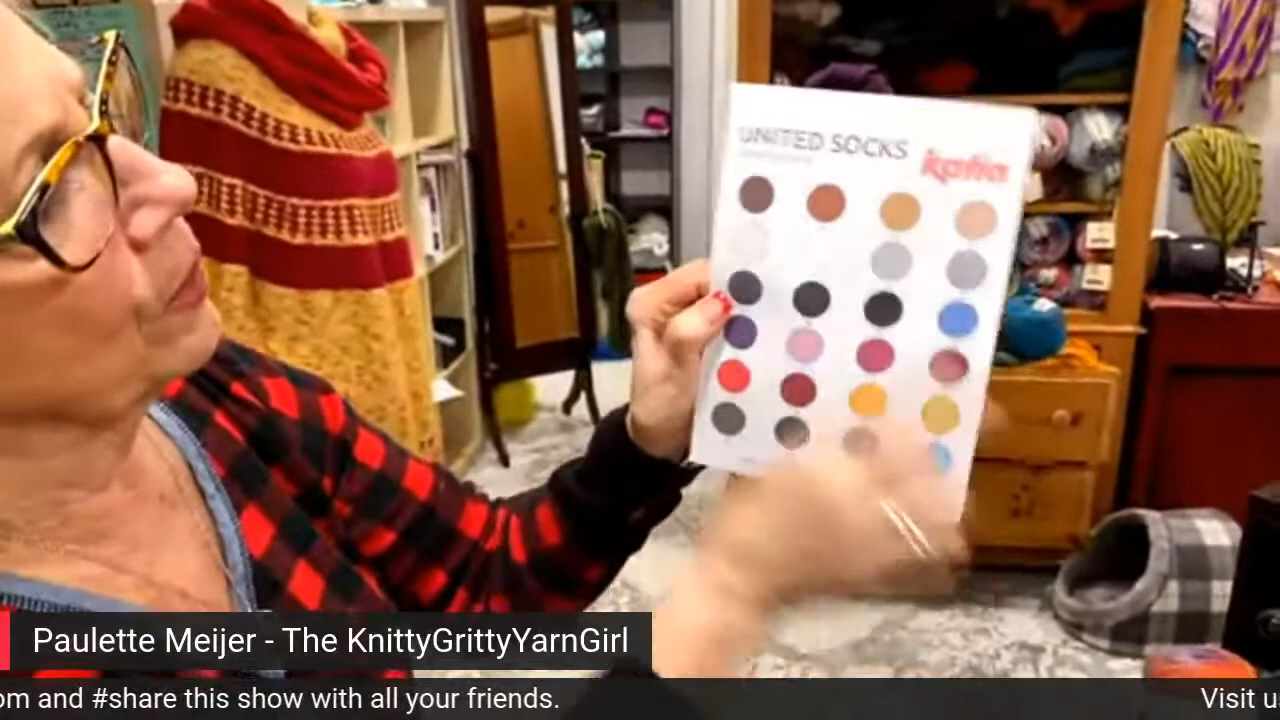 UNITED SOCKS
katia
Paulette Meijer - The KnittyGrittyYarnGirl
om and #share this show with all your friends.
Visit u